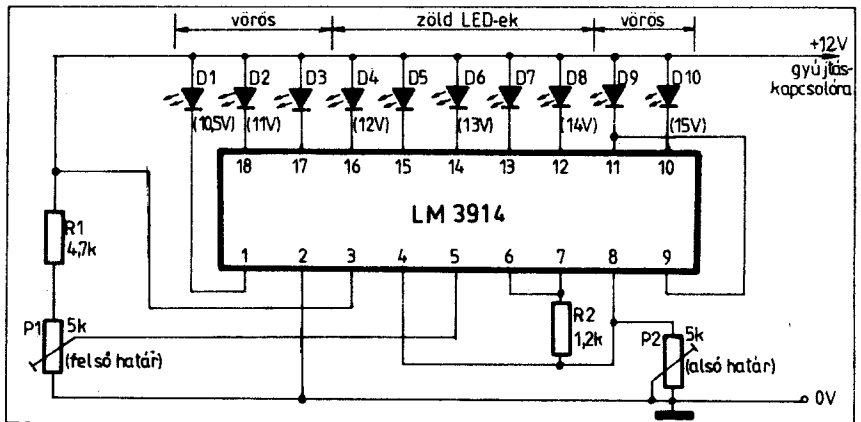 vörös zöld LED-ek vörös
+12V
gyújtás-
kapcsolóra
D1 D2 D3 D4 D5 D6 D7 D8 D9 D10
(10,5V) (11V) (12V) (13V) (14V) (15V)
18 17 16 15 14 13 12 11 10
LM 3914
1 2 3 4 5 6 7 8 9
R1
4,7k
R2
1,2k
P1 5k
(felső határ)
P2 5k
(alsó határ)
0V